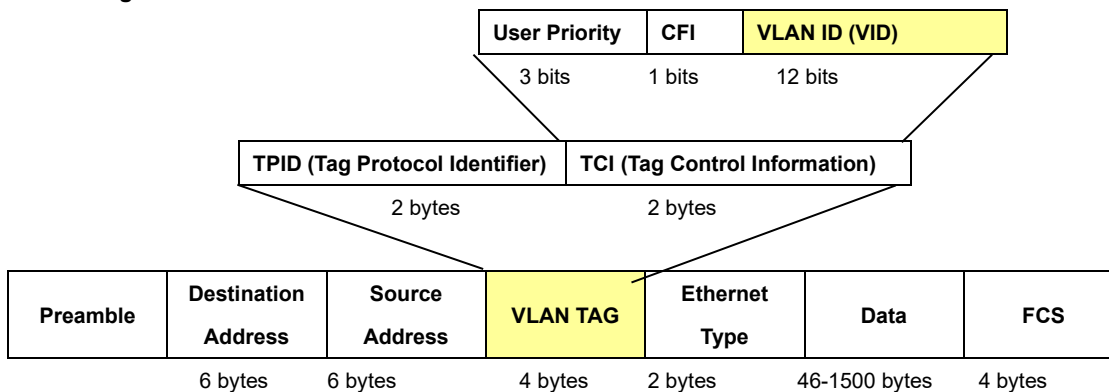 User Priority CFI VLAN ID (VID)
3 bits 1 bits 12 bits
TPID (Tag Protocol Identifier) TCI (Tag Control Information)
2 bytes 2 bytes
Preamble Destination Address Source Address VLAN TAG Ethernet Type Data FCS
6 bytes 6 bytes 4 bytes 2 bytes 46-1500 bytes 4 bytes